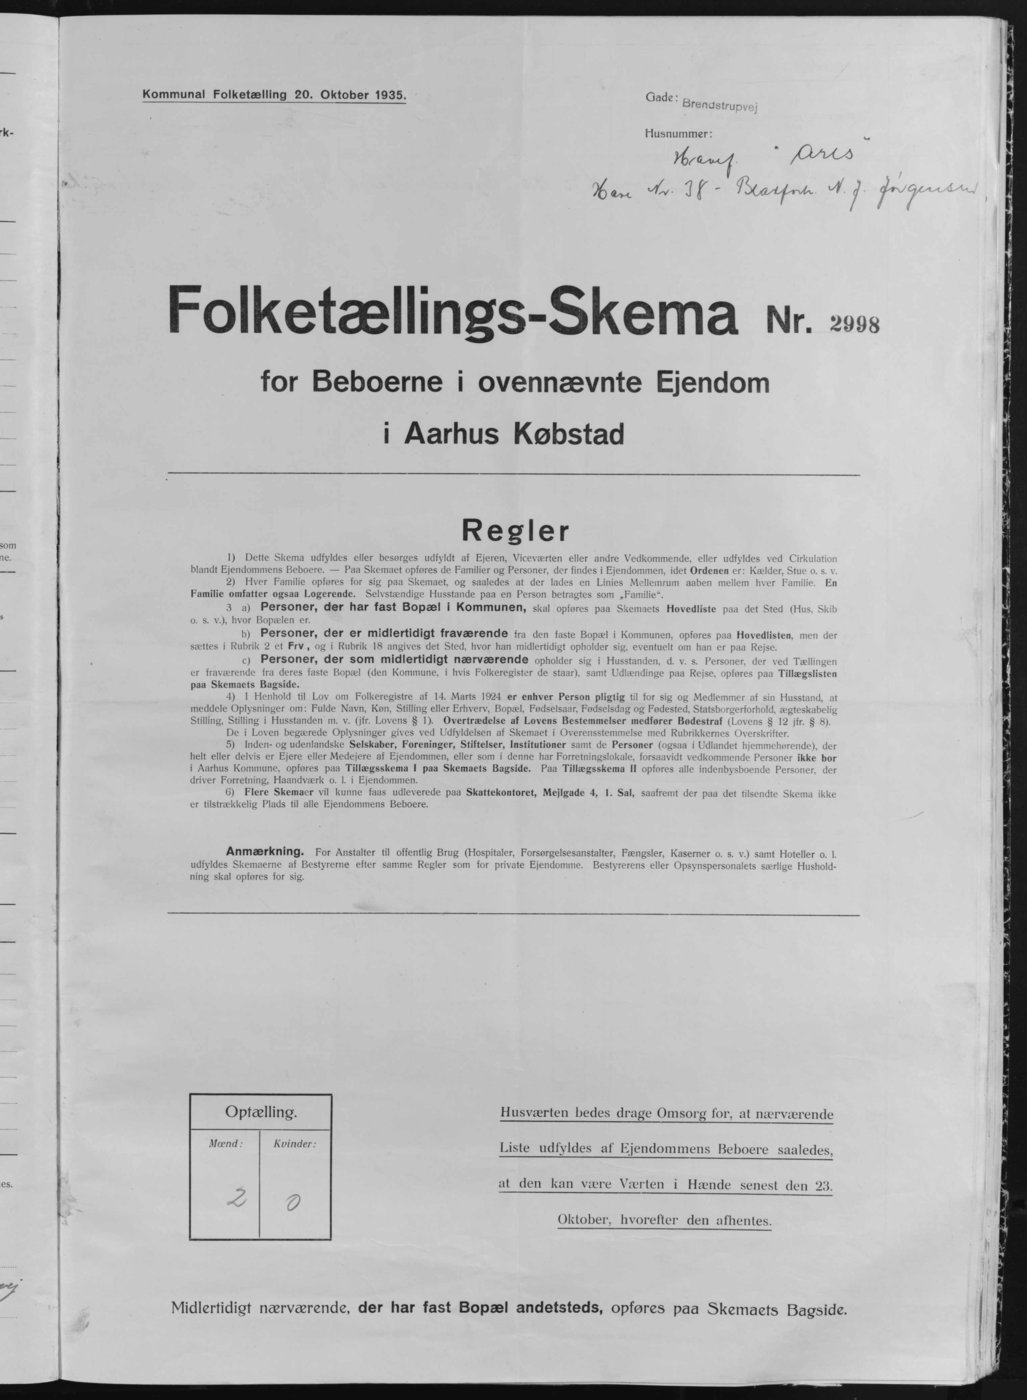 Kommunal Folketælling 20. Oktober 1935.
Gade: Brendstrupvej
Husnummer:
"Ares"
Have Nr. 38 - N. J. Jørgensen
Folketællings-Skema Nr. 2998
for Beboerne i ovennævnte Ejendom
i Aarhus Købstad
Regler
1) Dette Skema udfyldes eller besørges udfyldt af Ejeren, Viceværten eller andre Vedkommende, eller udfyldes ved Cirkulation
blandt Ejendommens Beboere. — Paa Skemaet opføres de Familier og Personer, der findes i Ejendommen, idet Ordenen er: Kælder, Stue o. s. v.
2) Hver Familie opføres for sig paa Skemaet, og saaledes at der lades en Linies Mellemrum aaben mellem hver Familie. En
Familie omfatter ogsaa Logerende. Selvstændige Husstande paa en Person betragtes som „Familie“.
3 a) Personer, der har fast Bopæl i Kommunen, skal opføres paa Skemaets Hovedliste paa det Sted (Hus, Skib
o. s. v.), hvor Bopælen er.
b) Personer, der er midlertidigt fraværende fra den faste Bopæl i Kommunen, opføres paa Hovedlisten, men der
sættes i Rubrik 2 et Frv., og i Rubrik 18 angives det Sted, hvor han midlertidigt opholder sig, eventuelt om han er paa Rejse.
c) Personer, der som midlertidigt nærværende opholder sig i Husstanden, d. v. s. Personer, der ved Tællingen
er fraværende fra deres faste Bopæl (den Kommune, i hvis Folkeregister de staar), samt Udlændinge paa Rejse, opføres paa Tillægslisten
paa Skemaets Bagside.
4) I Henhold til Lov om Folkeregistre af 14. Marts 1924 er enhver Person pligtig til for sig og Medlemmer af sin Husstand, at
meddele Oplysninger om: Fulde Navn, Køn, Stilling eller Erhverv, Bopæl, Fødselsaar, Fødselsdag og Fødested, Statsborgerforhold, ægteskabelig
Stilling, Stilling i Husstanden m. v. (jfr. Lovens § 1). Overtrædelse af Lovens Bestemmelser medfører Bødestraf (Lovens § 12 jfr. § 8).
De i Loven begærede Oplysninger gives ved Udfyldelsen af Skemaet i Overensstemmelse med Rubrikkernes Overskrifter.
5) Inden- og udenlandske Selskaber, Foreninger, Stiftelser, Institutioner samt de Personer (ogsaa i Udlandet hjemmehørende), der
helt eller delvis er Ejere eller Medejere af Ejendommen, eller som i denne har Forretningslokale, forsaavidt vedkommende Personer ikke bor
i Aarhus Kommune, opføres paa Tillægsskema I paa Skemaets Bagside. Paa Tillægsskema II opføres alle indenbysboende Personer, der
driver Forretning, Haandværk o. l. i Ejendommen.
6) Flere Skemaer vil kunne faas udleverede paa Skattekontoret, Mejlgade 4, 1. Sal, saafremt der paa det tilsendte Skema ikke
er tilstrækkelig Plads til alle Ejendommens Beboere.
Anmærkning. For Anstalter til offentlig Brug (Hospitaler, Forsørgelsesanstalter, Fængsler, Kaserner o. s. v.) samt Hoteller o. l.
udfyldes Skemaerne af Bestyrerne efter samme Regler som for private Ejendomme. Bestyrerens eller Opsynspersonalets særlige Hushold-
ning skal opføres for sig.
Optælling.
Mænd: Kvinder:
2 0
Husværten bedes drage Omsorg for, at nærværende
Liste udfyldes af Ejendommens Beboere saaledes,
at den kan være Værten i Hænde senest den 23.
Oktober, hvorefter den afhentes.
Midlertidigt nærværende, der har fast Bopæl andetsteds, opføres paa Skemaets Bagside.